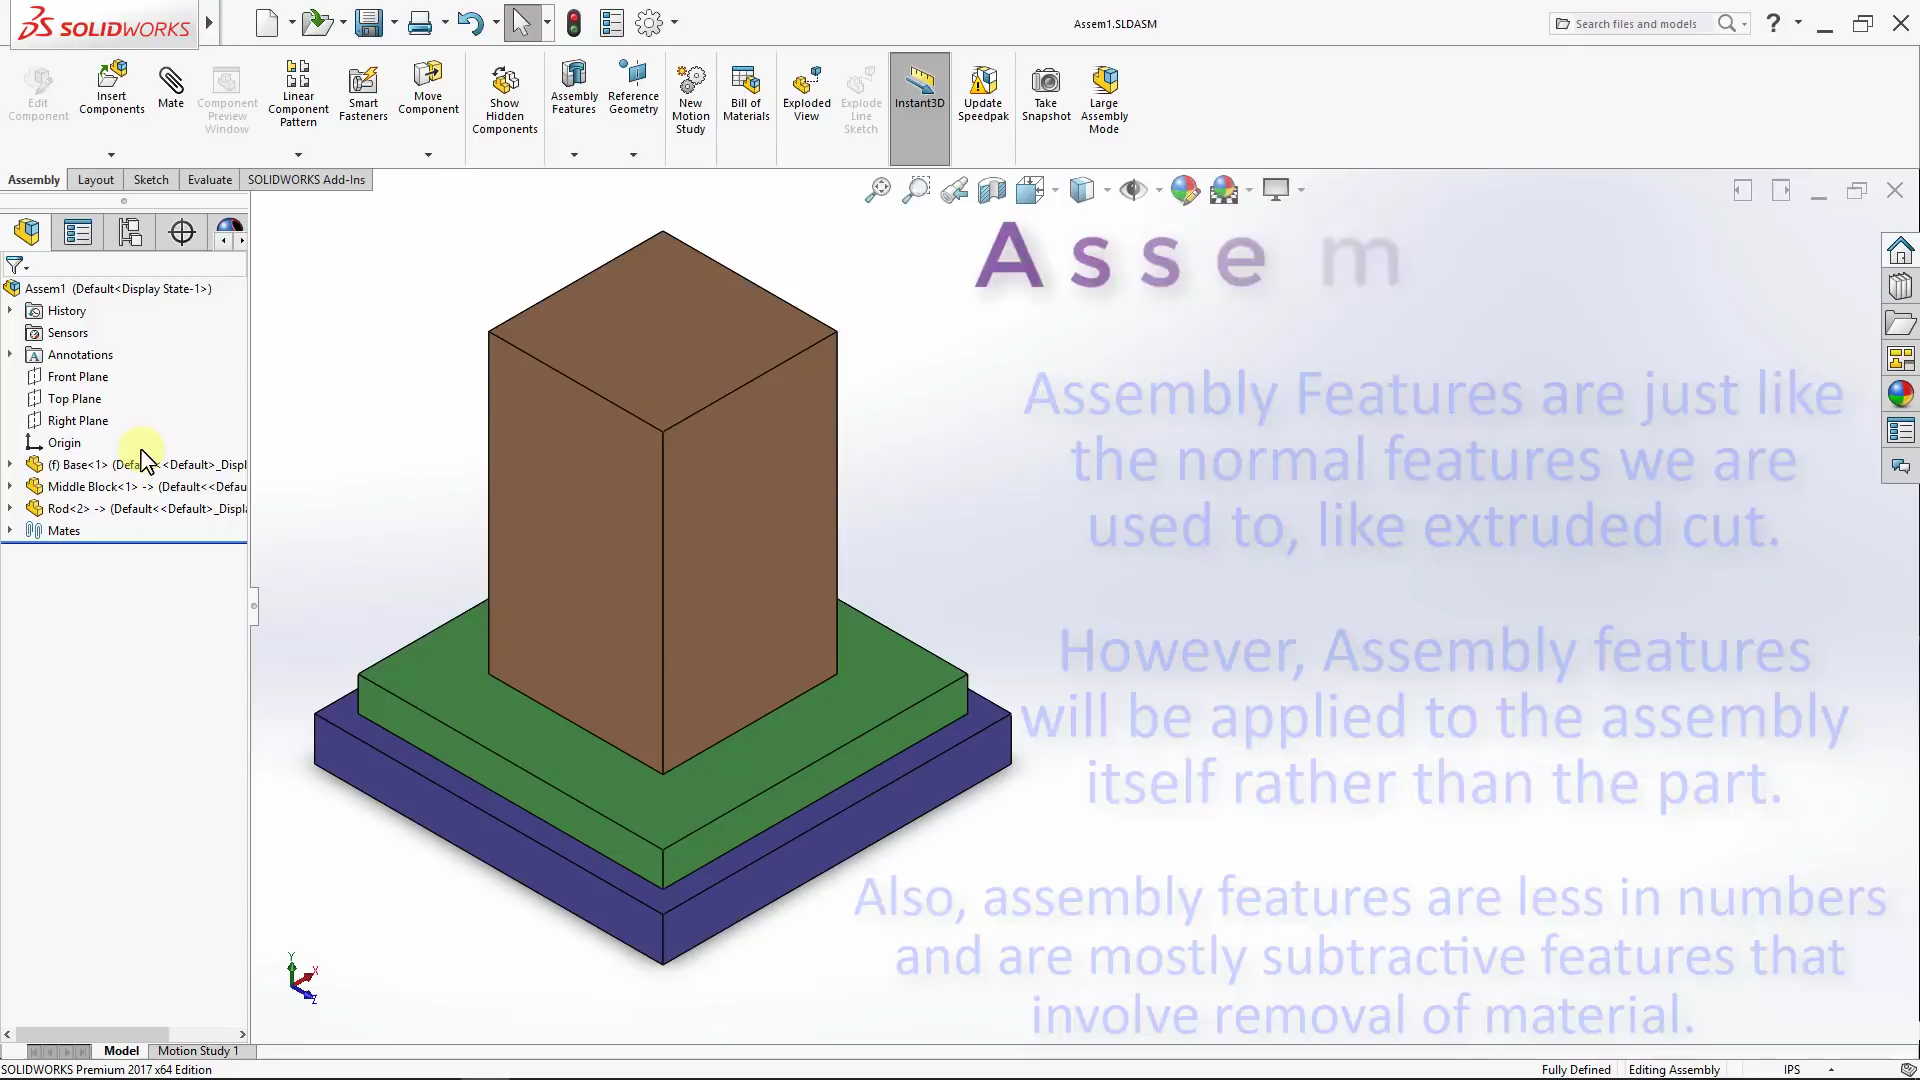 SOLIDWORKS
Assem1.SLDASM
Search files and models
Edit Component
Insert Components
Mate
Component Preview Window
Linear Component Pattern
Smart Fasteners
Move Component
Show Hidden Components
Assembly Features
Reference Geometry
New Motion Study
Bill of Materials
Exploded View
Explode Line Sketch
Instant3D
Update Speedpak
Take Snapshot
Large Assembly Mode
Assembly
Layout
Sketch
Evaluate
SOLIDWORKS Add-Ins
Assem1 (Default<Display State-1>)
History
Sensors
Annotations
Front Plane
Top Plane
Right Plane
Origin
(f) Base<1> <<Default>_Displ
Middle Block<1> -> (Default<<Defau
Rod<2> -> (Default<<Default>_Displa
Mates
Assem
Assembly Features are just like
the normal features we are
used to, like extruded cut.
However, Assembly features
will be applied to the assembly
itself rather than the part.
Also, assembly features are less in numbers
and are mostly subtractive features that
involve removal of material.
Y
X
Z
Model
Motion Study 1
SOLIDWORKS Premium 2017 x64 Edition
Fully Defined
Editing Assembly
IPS